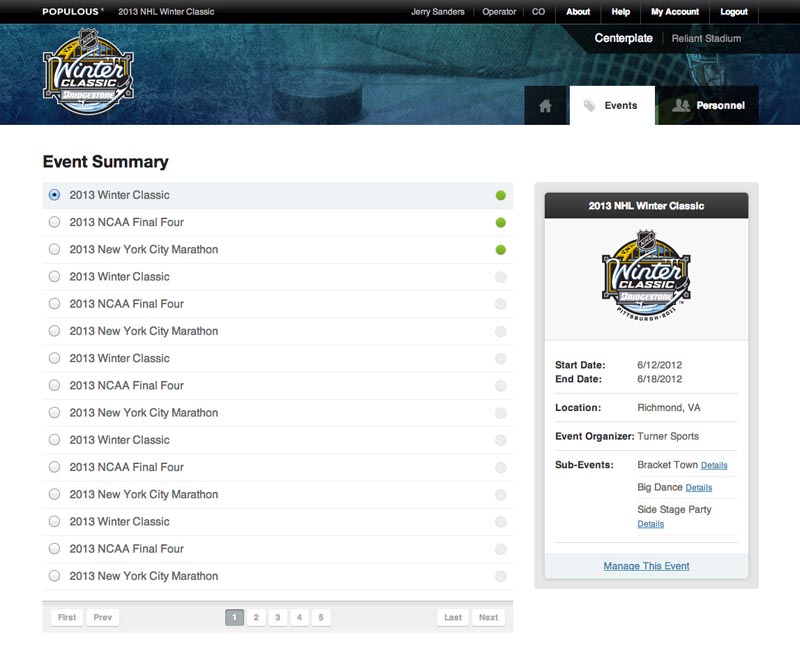 POPULOUS® 2013 NHL Winter Classic Jerry Sanders Operator CO About Help My Account Logout
Centerplate Reliant Stadium
NHL
Winter
CLASSIC
BRIDGESTONE
Events Personnel
Event Summary
2013 Winter Classic
2013 NCAA Final Four
2013 New York City Marathon
2013 Winter Classic
2013 NCAA Final Four
2013 New York City Marathon
2013 Winter Classic
2013 NCAA Final Four
2013 New York City Marathon
2013 Winter Classic
2013 NCAA Final Four
2013 New York City Marathon
2013 Winter Classic
2013 NCAA Final Four
2013 New York City Marathon
First Prev 1 2 3 4 5 Last Next
2013 NHL Winter Classic
NHL
Winter
CLASSIC
BRIDGESTONE
PITTSBURGH·2011
™
Start Date: 6/12/2012
End Date: 6/18/2012
Location: Richmond, VA
Event Organizer: Turner Sports
Sub-Events: Bracket Town Details
Big Dance Details
Side Stage Party
Details
Manage This Event